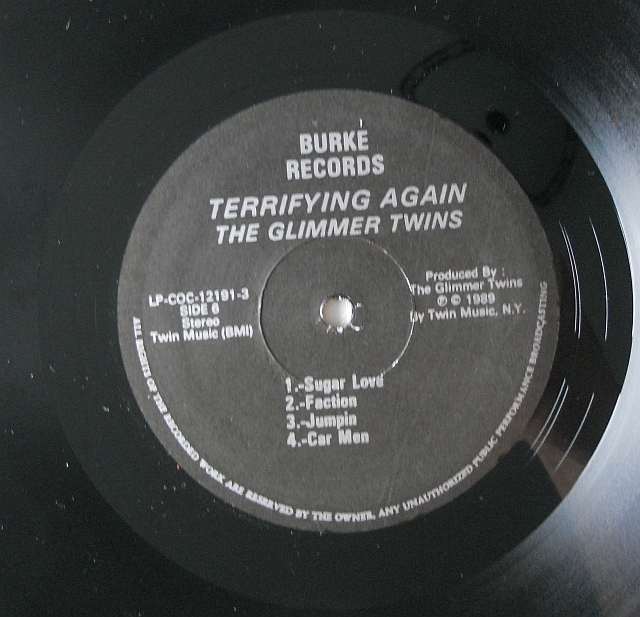 BURKE
RECORDS
TERRIFYING AGAIN
THE GLIMMER TWINS
LP-COC-12191-3
SIDE 6
Stereo
Twin Music (BMI)
Produced By :
The Glimmer Twins
℗ © 1989
By Twin Music, N.Y.
1.-Sugar Love
2.-Faction
3.-Jumpin
4.-Car Men
ALL RIGHTS OF THE RECORDED WORK ARE RESERVED BY THE OWNER. ANY UNAUTHORIZED PUBLIC PERFORMANCE BROADCASTING